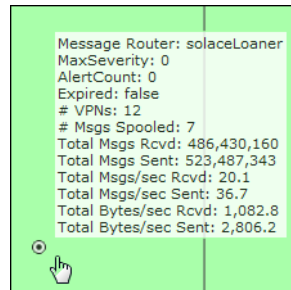 Message Router: solaceLoaner
MaxSeverity: 0
AlertCount: 0
Expired: false
# VPNs: 12
# Msgs Spooled: 7
Total Msgs Rcvd: 486,430,160
Total Msgs Sent: 523,487,343
Total Msgs/sec Rcvd: 20.1
Total Msgs/sec Sent: 36.7
Total Bytes/sec Rcvd: 1,082.8
Total Bytes/sec Sent: 2,806.2